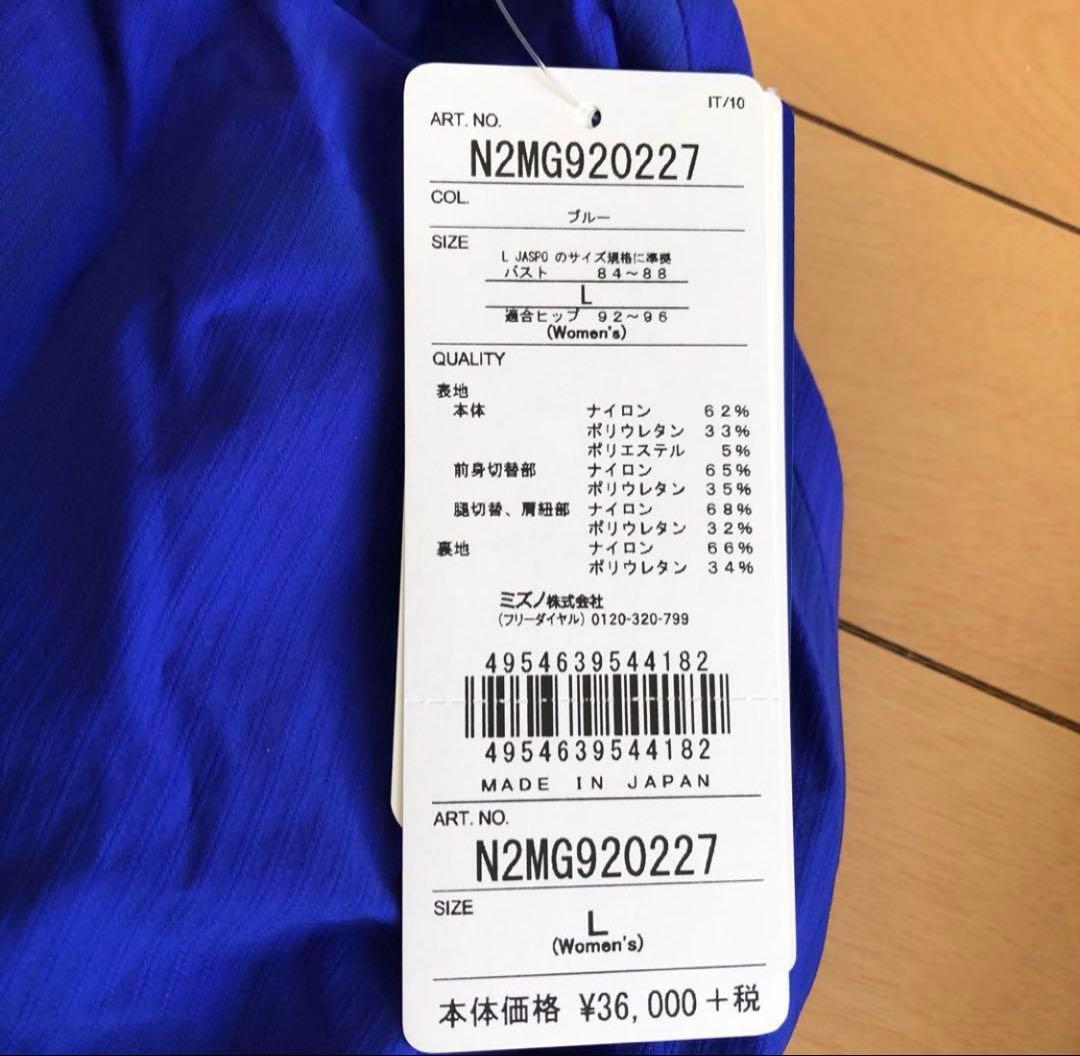 IT/10
ART. NO.
N2MG920227
COL.
ブルー
SIZE
L JASPO のサイズ規格に準拠
バスト 84～88
L
適合ヒップ 92～96
(Women's)
QUALITY
表地
本体 ナイロン 62%
ポリウレタン 33%
ポリエステル 5%
前身切替部 ナイロン 65%
ポリウレタン 35%
腿切替、肩紐部 ナイロン 68%
ポリウレタン 32%
裏地 ナイロン 66%
ポリウレタン 34%
ミズノ株式会社
(フリーダイヤル) 0120-320-799
4954639544182
4954639544182
MADE IN JAPAN
ART. NO.
N2MG920227
SIZE
L
(Women's)
本体価格 ¥36,000＋税